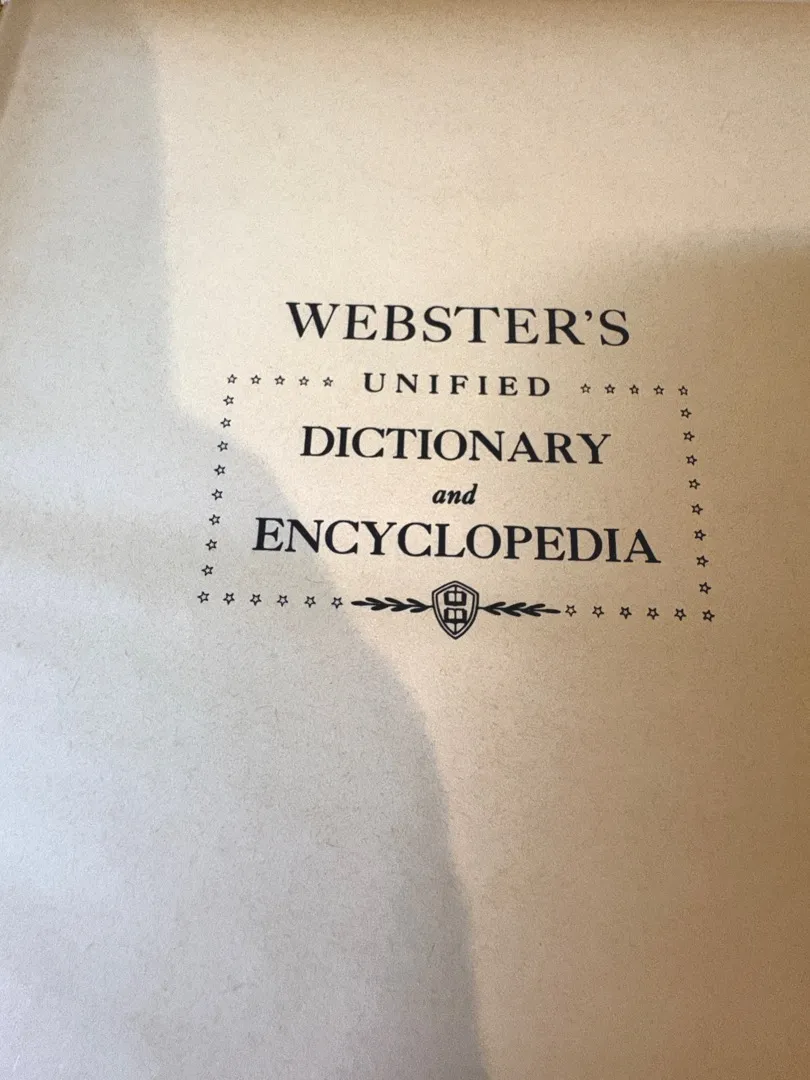 WEBSTER'S
UNIFIED
DICTIONARY
and
ENCYCLOPEDIA